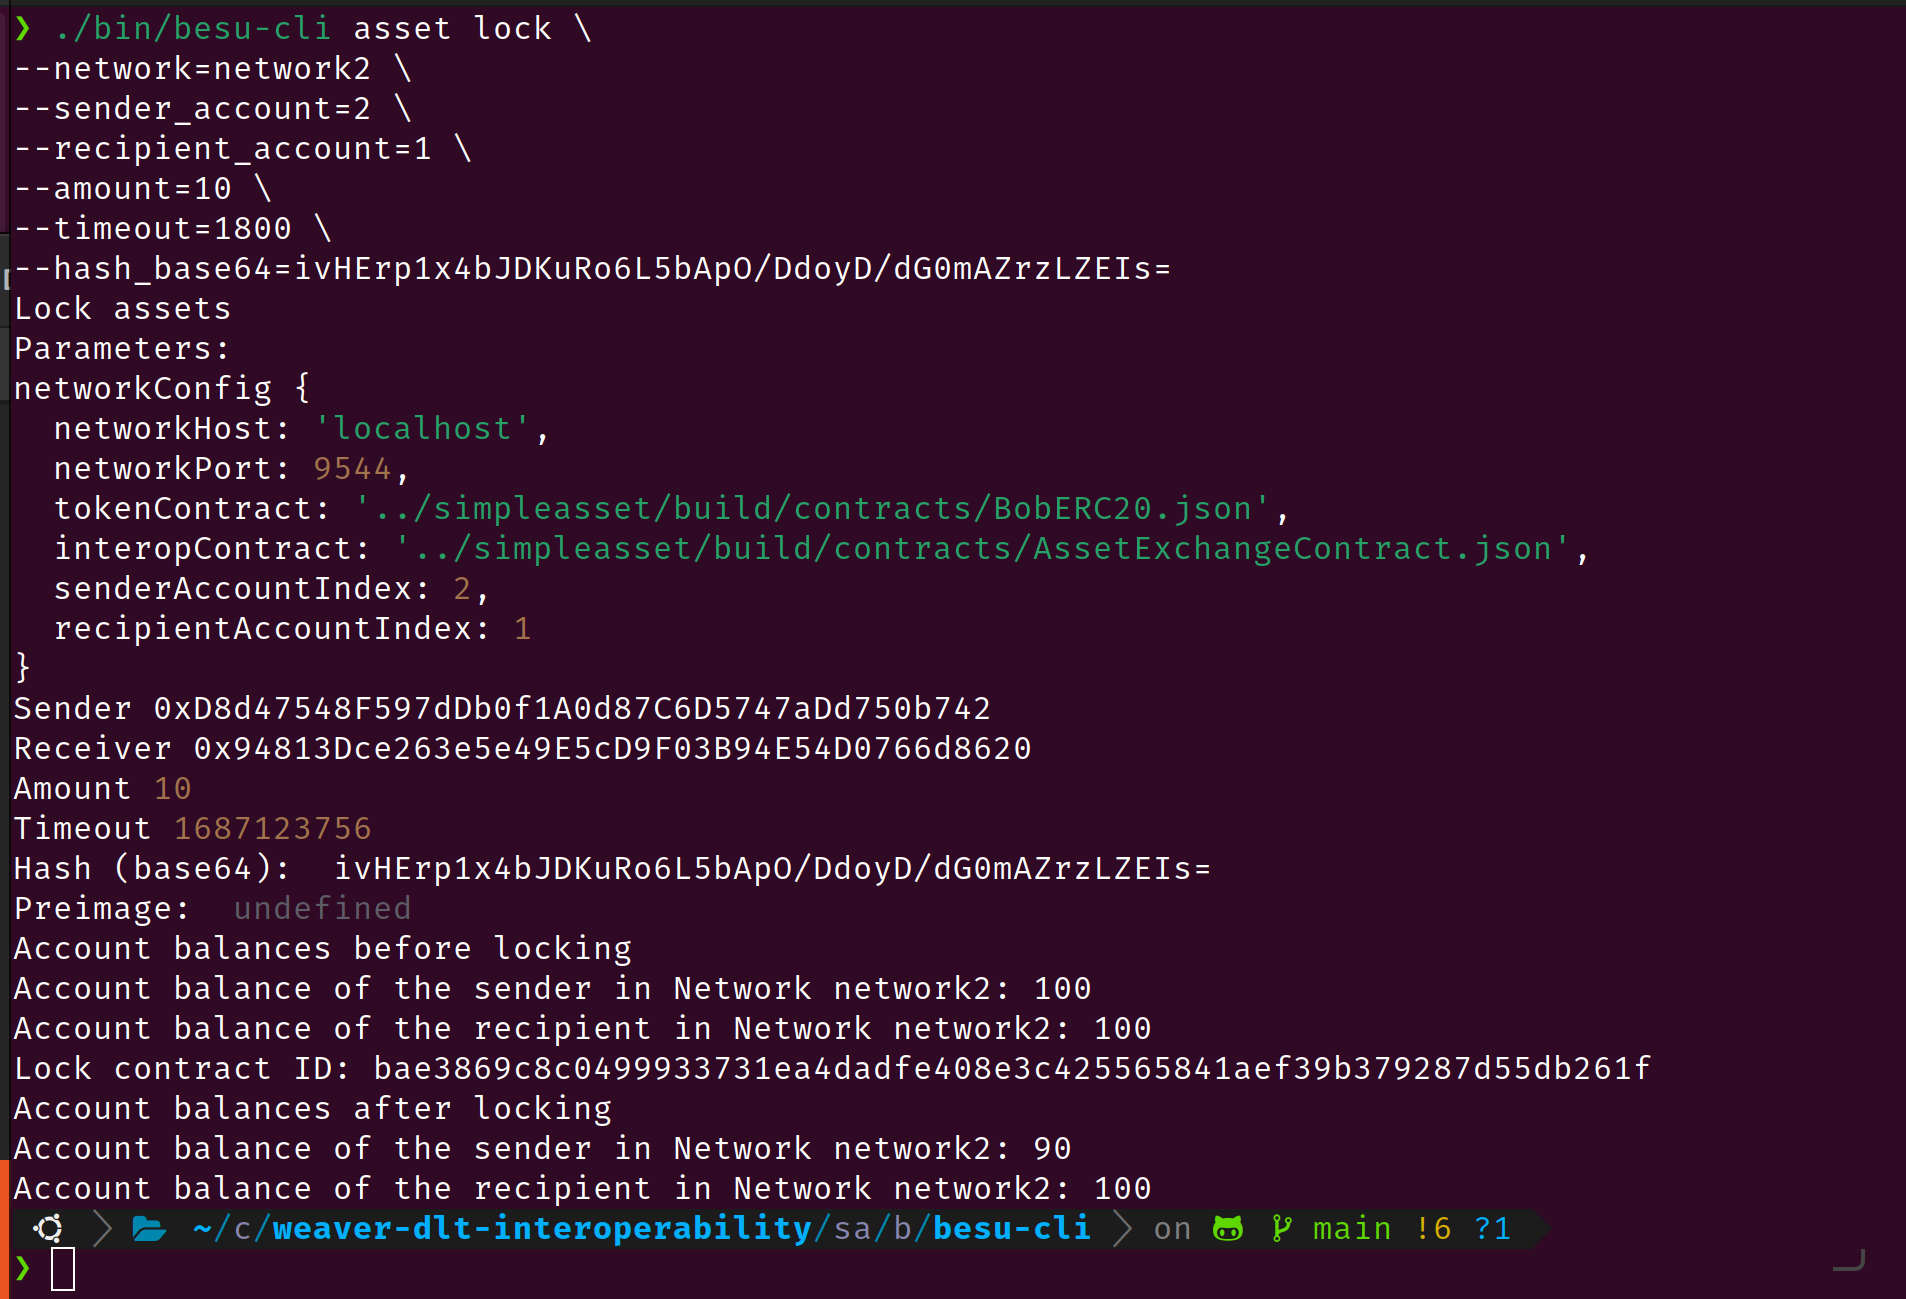 ❯ ./bin/besu-cli asset lock \
--network=network2 \
--sender_account=2 \
--recipient_account=1 \
--amount=10 \
--timeout=1800 \
--hash_base64=ivHErp1x4bJDKuRo6L5bApO/DdoyD/dG0mAZrzLZEIs=
Lock assets
Parameters:
networkConfig {
  networkHost: 'localhost',
  networkPort: 9544,
  tokenContract: '../simpleasset/build/contracts/BobERC20.json',
  interopContract: '../simpleasset/build/contracts/AssetExchangeContract.json',
  senderAccountIndex: 2,
  recipientAccountIndex: 1
}
Sender 0xD8d47548F597dDb0f1A0d87C6D5747aDd750b742
Receiver 0x94813Dce263e5e49E5cD9F03B94E54D0766d8620
Amount 10
Timeout 1687123756
Hash (base64):  ivHErp1x4bJDKuRo6L5bApO/DdoyD/dG0mAZrzLZEIs=
Preimage:  undefined
Account balances before locking
Account balance of the sender in Network network2: 100
Account balance of the recipient in Network network2: 100
Lock contract ID: bae3869c8c0499933731ea4dadfe408e3c425565841aef39b379287d55db261f
Account balances after locking
Account balance of the sender in Network network2: 90
Account balance of the recipient in Network network2: 100
~/c/weaver-dlt-interoperability/sa/b/besu-cli on main !6 ?1
❯